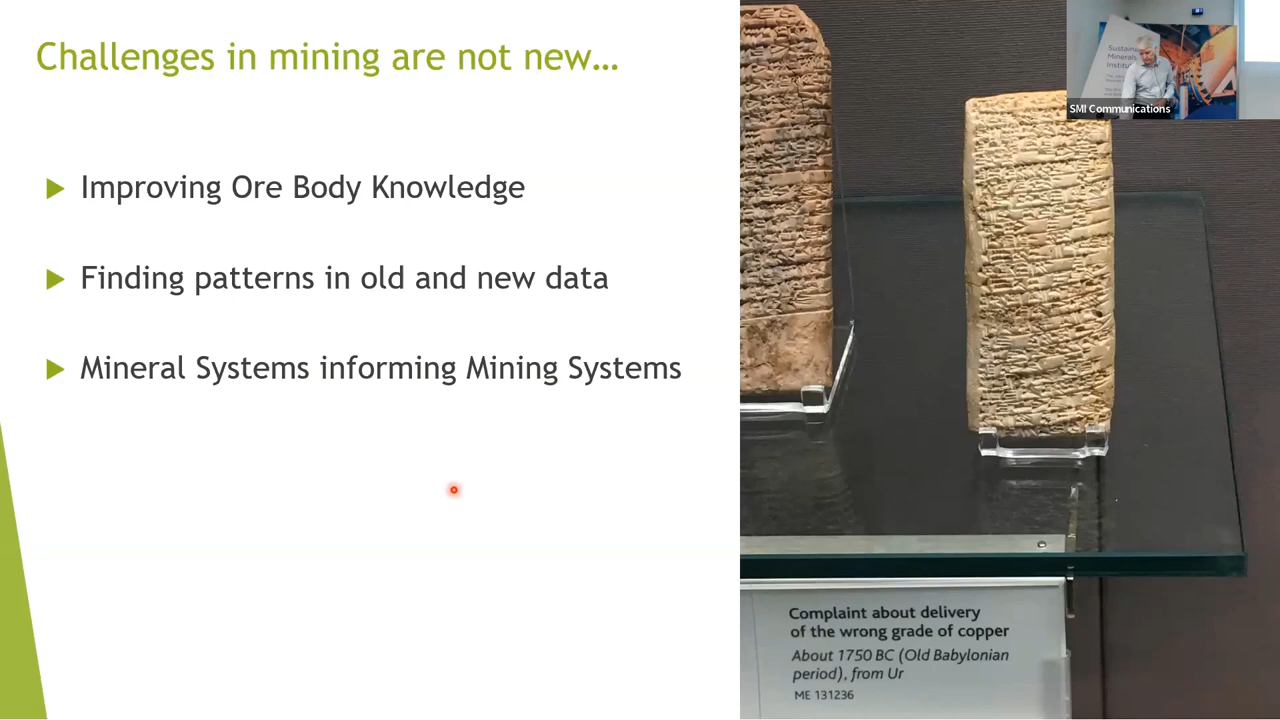 Challenges in mining are not new…
Improving Ore Body Knowledge
Finding patterns in old and new data
Mineral Systems informing Mining Systems
Complaint about delivery
of the wrong grade of copper
About 1750 BC (Old Babylonian
period), from Ur
ME 131236
Minerals
SMI Communications